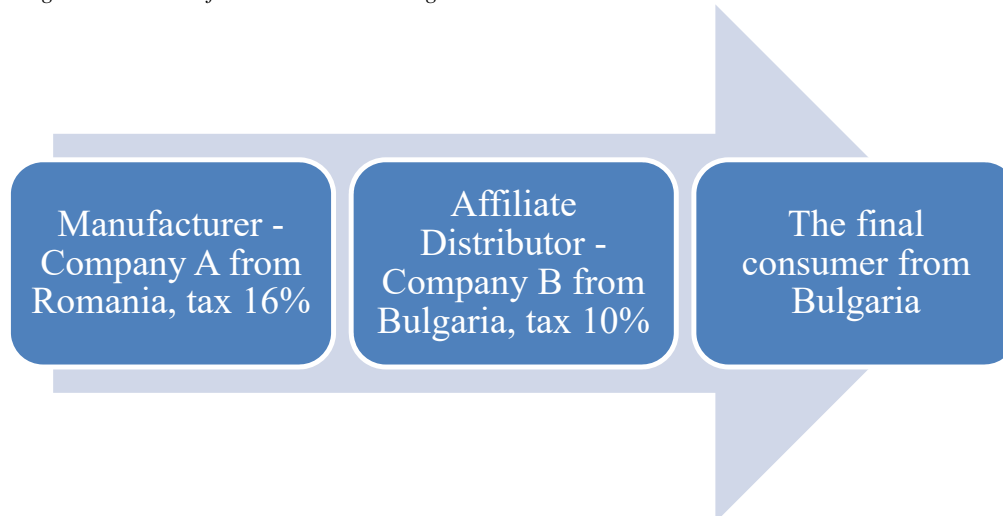 Manufacturer -
Company A from
Romania, tax 16%
Affiliate
Distributor -
Company B from
Bulgaria, tax 10%
The final
consumer from
Bulgaria